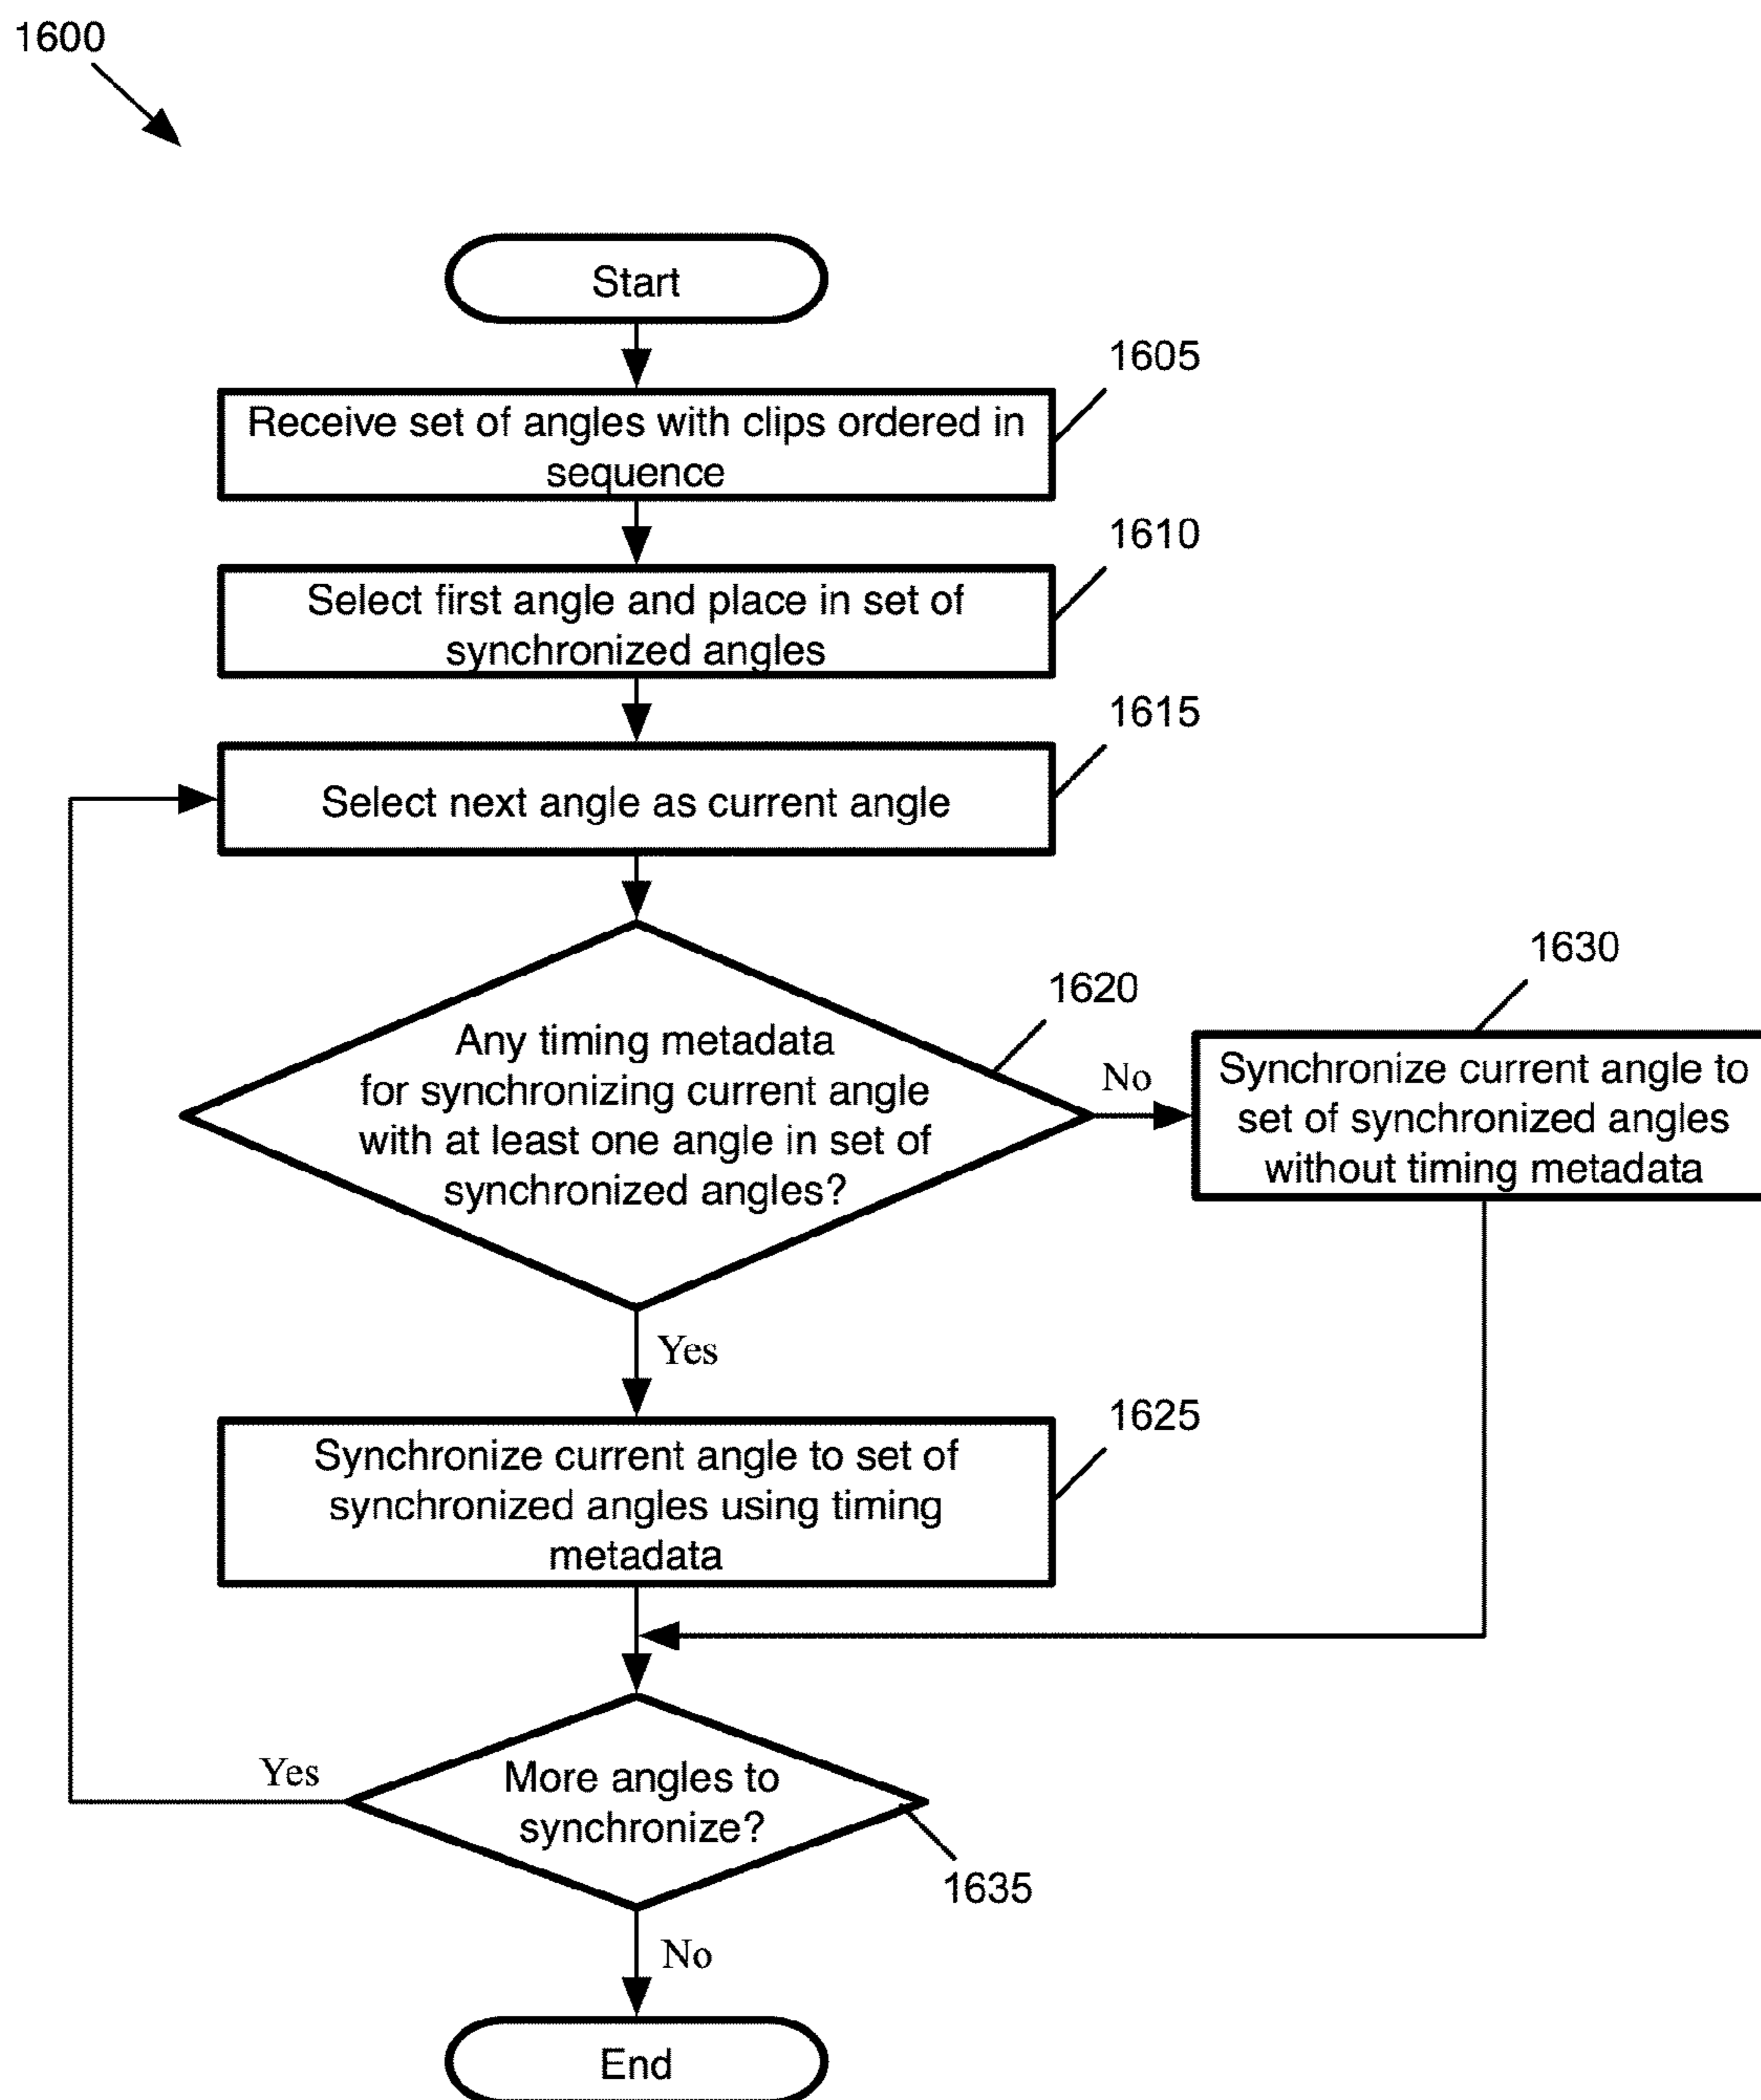 1600
Start
1605
Receive set of angles with clips ordered in
sequence
1610
Select first angle and place in set of
synchronized angles
1615
Select next angle as current angle
1620
Any timing metadata
for synchronizing current angle
with at least one angle in set of
synchronized angles?
No
1630
Synchronize current angle to
set of synchronized angles
without timing metadata
Yes
1625
Synchronize current angle to set of
synchronized angles using timing
metadata
Yes
More angles to
synchronize?
1635
No
End